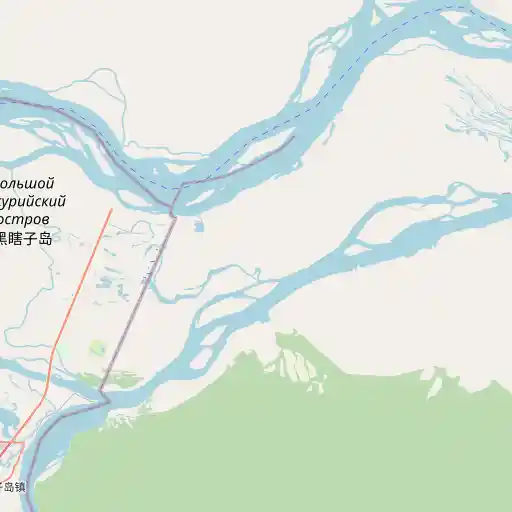 ольшой
урийский
остров
黑瞎子岛
子岛镇